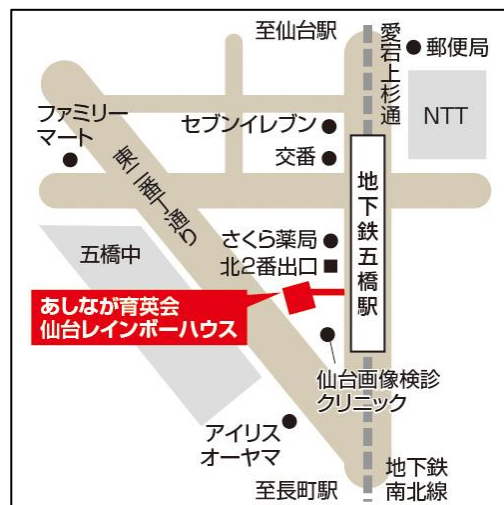 至仙台駅
愛宕上杉通
郵便局
NTT
セブンイレブン
交番
ファミリー
マート
東二番丁通り
地下鉄五橋駅
五橋中
さくら薬局
北2番出口
あしなが育英会
仙台レインボーハウス
仙台画像検診
クリニック
アイリス
オーヤマ
至長町駅
地下鉄
南北線